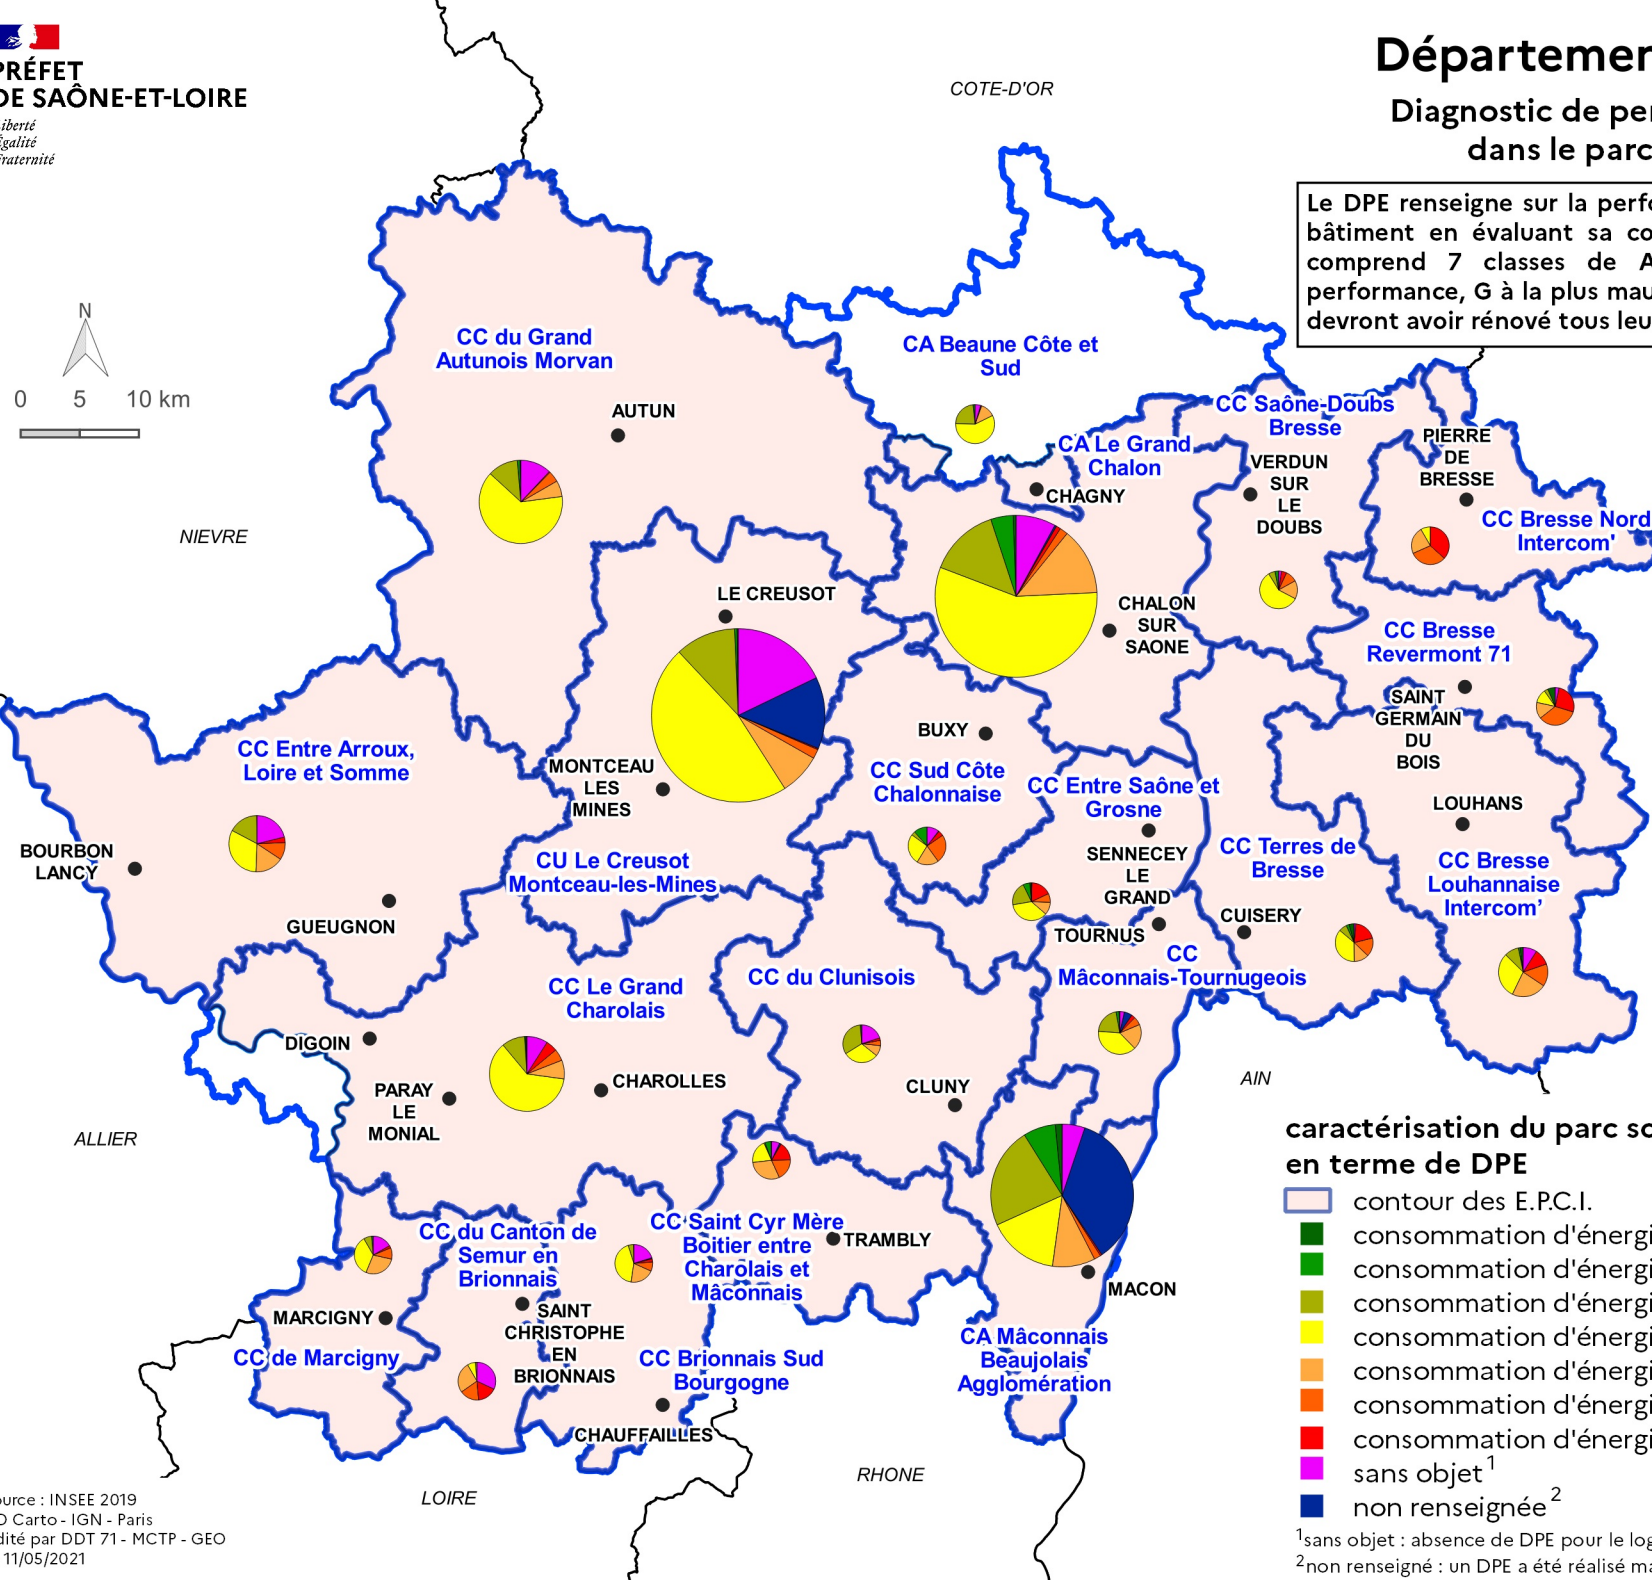 PRÉFET
DE SAÔNE-ET-LOIRE
Liberté
Égalité
Fraternité
COTE-D'OR
Départemen
Diagnostic de per
dans le parc
Le DPE renseigne sur la perfo
bâtiment en évaluant sa co
comprend 7 classes de A
performance, G à la plus mau
devront avoir rénové tous leu
N
0 5 10 km
CC du Grand
Autunois Morvan
AUTUN
CA Beaune Côte et
Sud
CC Saône-Doubs
Bresse
CA Le Grand
Chalon
CHAGNY
VERDUN
SUR
LE
DOUBS
PIERRE
DE
BRESSE
CC Bresse Nord
Intercom'
NIEVRE
LE CREUSOT
CHALON
SUR
SAONE
CC Bresse
Revermont 71
SAINT
GERMAIN
DU
BOIS
BUXY
CC Entre Arroux,
Loire et Somme
MONTCEAU
LES
MINES
CC Sud Côte
Chalonnaise
CC Entre Saône et
Grosne
LOUHANS
BOURBON
LANCY
CU Le Creusot
Montceau-les-Mines
SENNECEY
LE
GRAND
CC Terres de
Bresse
CC Bresse
Louhannaise
Intercom’
GUEUGNON
TOURNUS
CUISERY
CC
Mâconnais-Tournugeois
CC Le Grand
Charolais
CC du Clunisois
DIGOIN
PARAY
LE
MONIAL
CHAROLLES
CLUNY
AIN
ALLIER
CC du Canton de
Semur en
Brionnais
CC Saint Cyr Mère
Boitier entre
Charolais et
Mâconnais
TRAMBLY
MACON
MARCIGNY
SAINT
CHRISTOPHE
EN
BRIONNAIS
CC de Marcigny
CC Brionnais Sud
Bourgogne
CA Mâconnais
Beaujolais
Agglomération
CHAUFFAILLES
RHONE
LOIRE
caractérisation du parc so
en terme de DPE
contour des E.P.C.I.
consommation d'énergi
consommation d'énergi
consommation d'énergi
consommation d'énergi
consommation d'énergi
consommation d'énergi
consommation d'énergi
sans objet1
non renseignée2
1sans objet : absence de DPE pour le log
2non renseigné : un DPE a été réalisé ma
ource : INSEE 2019
D Carto - IGN - Paris
dité par DDT 71 - MCTP - GEO
11/05/2021